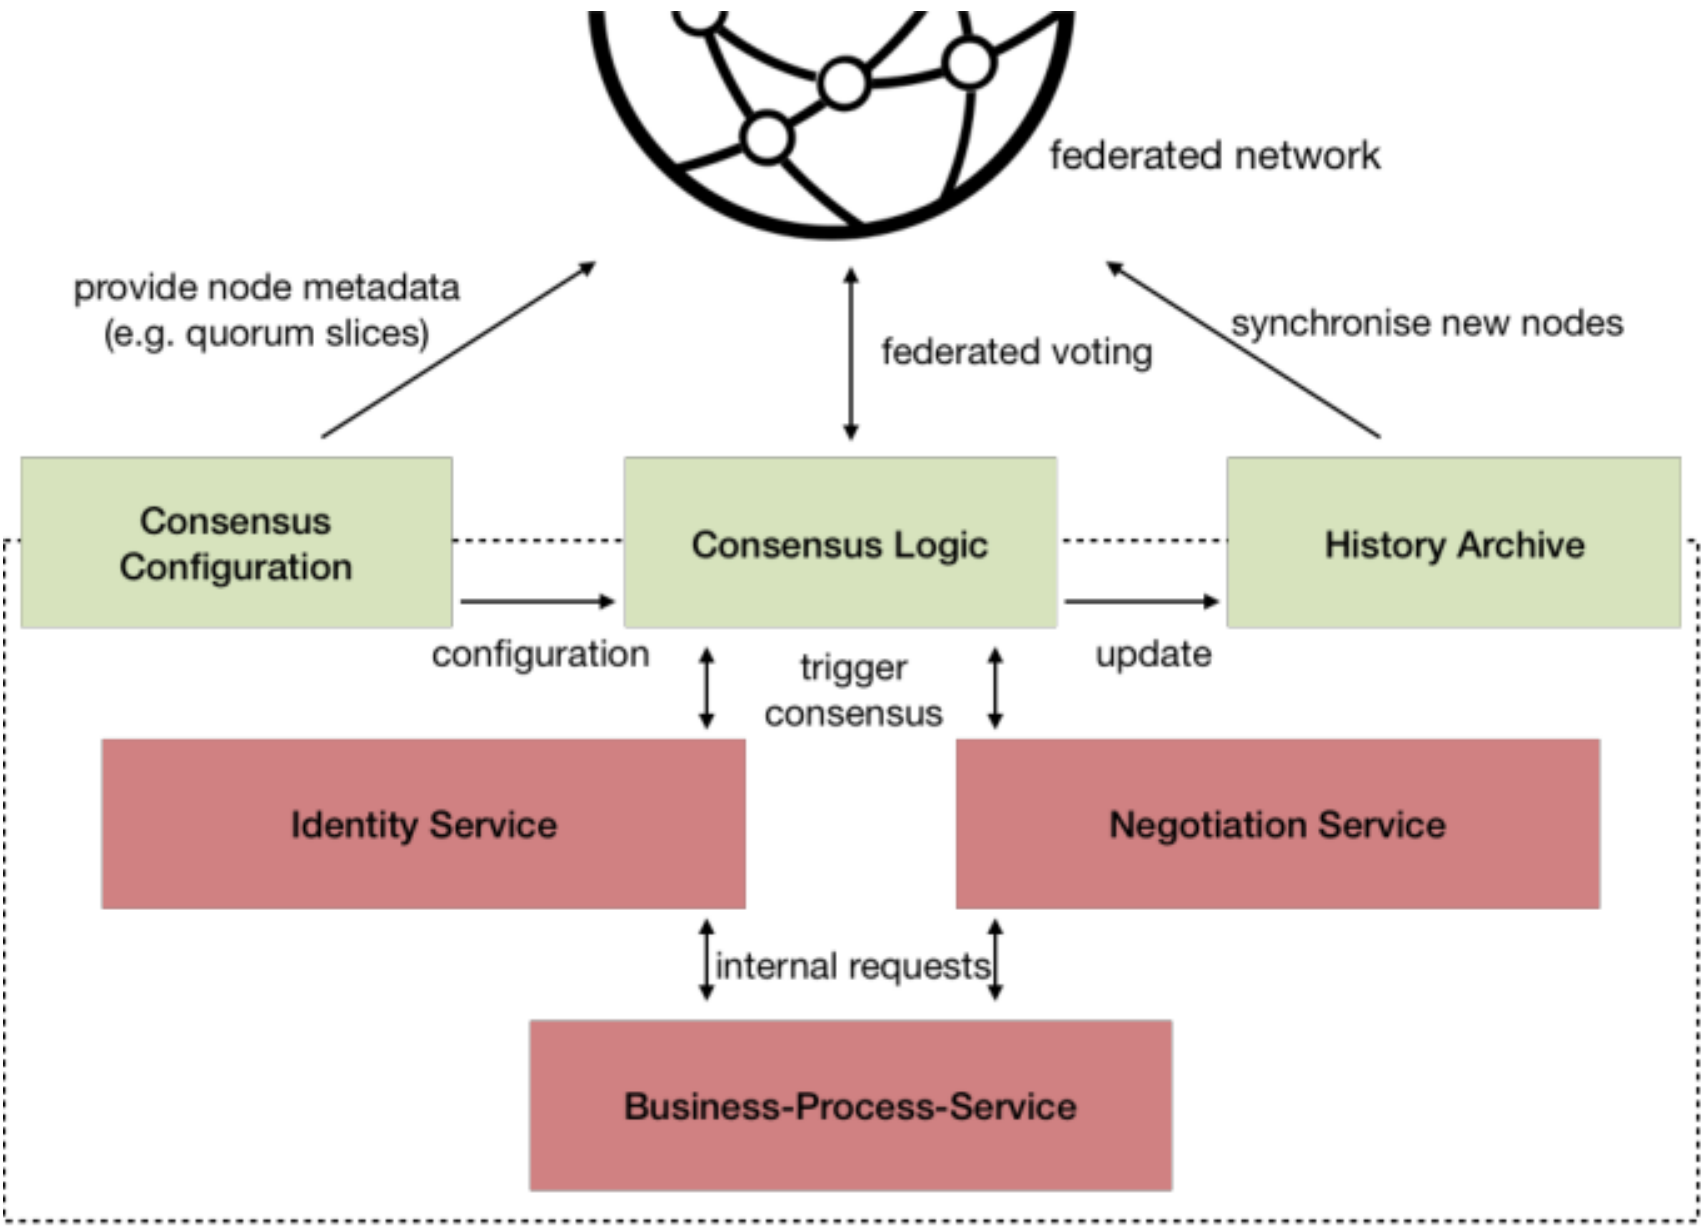 federated network
provide node metadata
(e.g. quorum slices)
synchronise new nodes
federated voting
Consensus
Configuration
Consensus Logic
History Archive
configuration
trigger
consensus
update
Identity Service
Negotiation Service
internal requests
Business-Process-Service